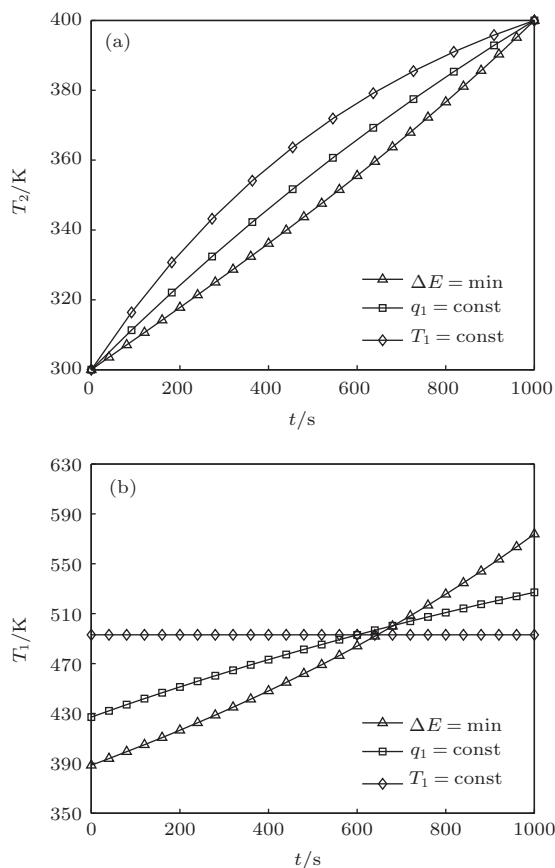 400
(a)
380
360
340
320
300
T₂/K
ΔE = min
q₁ = const
T₁ = const
0 200 400 600 800 1000
t/s
630
(b)
590
550
510
470
430
390
350
T₁/K
ΔE = min
q₁ = const
T₁ = const
0 200 400 600 800 1000
t/s